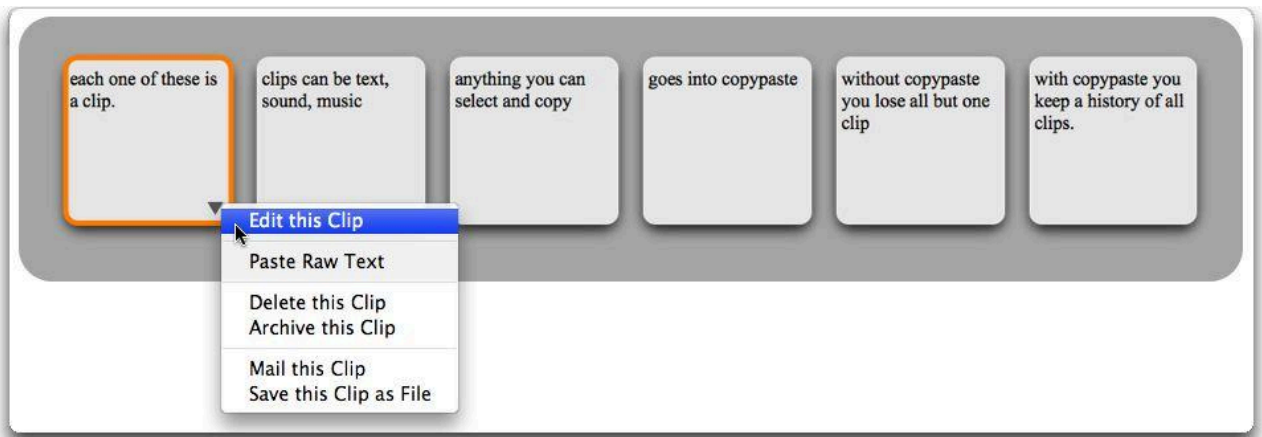 each one of these is
a clip.
clips can be text,
sound, music
anything you can
select and copy
goes into copypaste
without copypaste
you lose all but one
clip
with copypaste you
keep a history of all
clips.
Edit this Clip
Paste Raw Text
Delete this Clip
Archive this Clip
Mail this Clip
Save this Clip as File